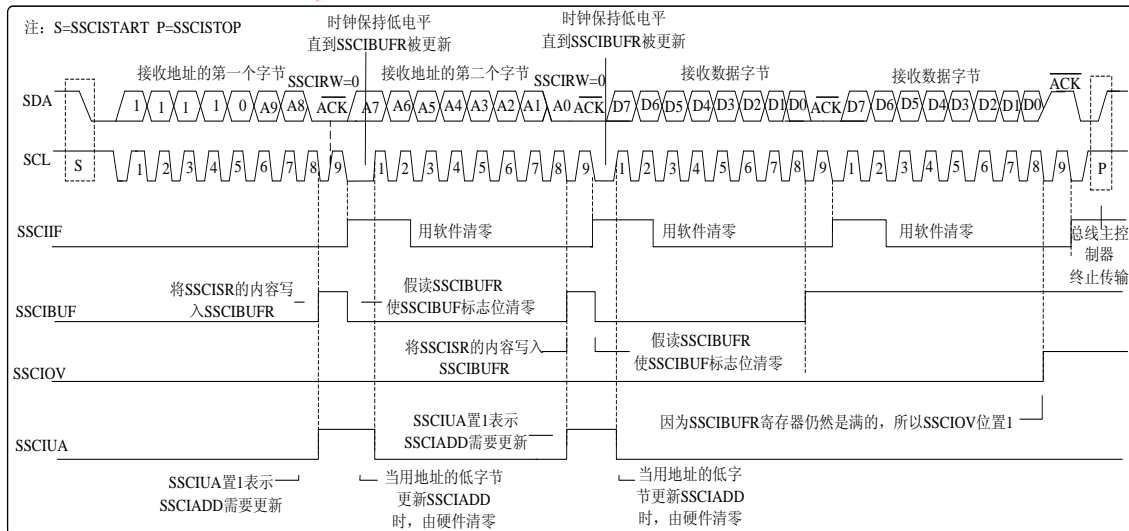 注：S=SSCISTART P=SSCISTOP
时钟保持低电平
直到SSCIBUFR被更新
时钟保持低电平
直到SSCIBUFR被更新
接收地址的第一个字节
SSCIRW=0
接收地址的第二个字节
SSCIRW=0
接收数据字节
接收数据字节
ACK
SDA
1 1 1 1 0 A9 A8 ACK A7 A6 A5 A4 A3 A2 A1 A0 ACK D7 D6 D5 D4 D3 D2 D1 D0 ACK D7 D6 D5 D4 D3 D2 D1 D0
SCL
S 1 2 3 4 5 6 7 8 9 1 2 3 4 5 6 7 8 9 1 2 3 4 5 6 7 8 9 1 2 3 4 5 6 7 8 9 P
SSCIIF
用软件清零
用软件清零
用软件清零
总线主控
制器
终止传输
将SSCISR的内容写
入SSCIBUFR
假读SSCIBUFR
使SSCIBUF标志位清零
SSCIBUF
将SSCISR的内容写入
SSCIBUFR
假读SSCIBUFR
使SSCIBUF标志位清零
SSCIOV
因为SSCIBUFR寄存器仍然是满的，所以SSCIOV位置1
SSCIUA置1表示
SSCIADD需要更新
SSCIUA
SSCIUA置1表示
SSCIADD需要更新
当用地址的低字节
更新SSCIADD
时，由硬件清零
当用地址的低字
节更新SSCIADD
时，由硬件清零